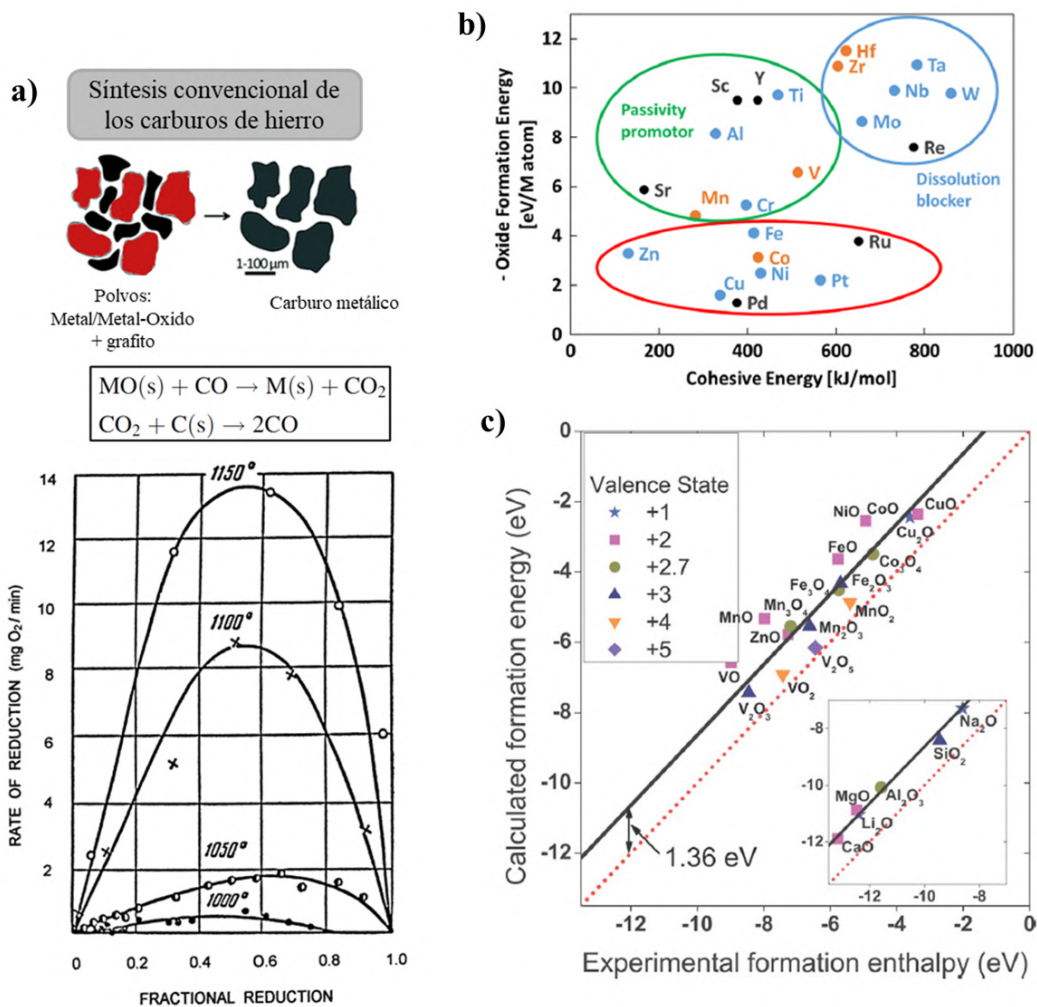 a)
Síntesis convencional de
los carburos de hierro
1-100 µm
Polvos:
Metal/Metal-Oxido
+ grafito
Carburo metálico
MO(s) + CO → M(s) + CO₂
CO₂ + C(s) → 2CO
RATE OF REDUCTION (mg O₂/min)
14
12
10
8
6
4
2
0
1150°
1100°
1050°
1000°
0 0.2 0.4 0.6 0.8 1.0
FRACTIONAL REDUCTION
b)
- Oxide Formation Energy
[eV/M atom]
12
10
8
6
4
2
0
Hf
Zr
Ta
Nb
W
Mo
Re
Dissolution
blocker
Sc
Y
Ti
Passivity
promotor
Al
V
Sr
Mn
Cr
Fe
Ru
Zn
Co
Ni
Cu
Pt
Pd
0 200 400 600 800 1000
Cohesive Energy [kJ/mol]
c)
Calculated formation energy (eV)
0
-2
-4
-6
-8
-10
-12
Valence State
+1
+2
+2.7
+3
+4
+5
NiO
CoO
CuO
Cu₂O
FeO
Co₃O₄
Fe₃O₄
Fe₂O₃
MnO
Mn₃O₄
MnO₂
ZnO
Mn₂O₃
VO
V₂O₅
VO₂
V₂O₃
1.36 eV
-8
-10
-12
Na₂O
SiO₂
MgO
Al₂O₃
Li₂O
CaO
-12 -10 -8
-12 -10 -8 -6 -4 -2 0
Experimental formation enthalpy (eV)